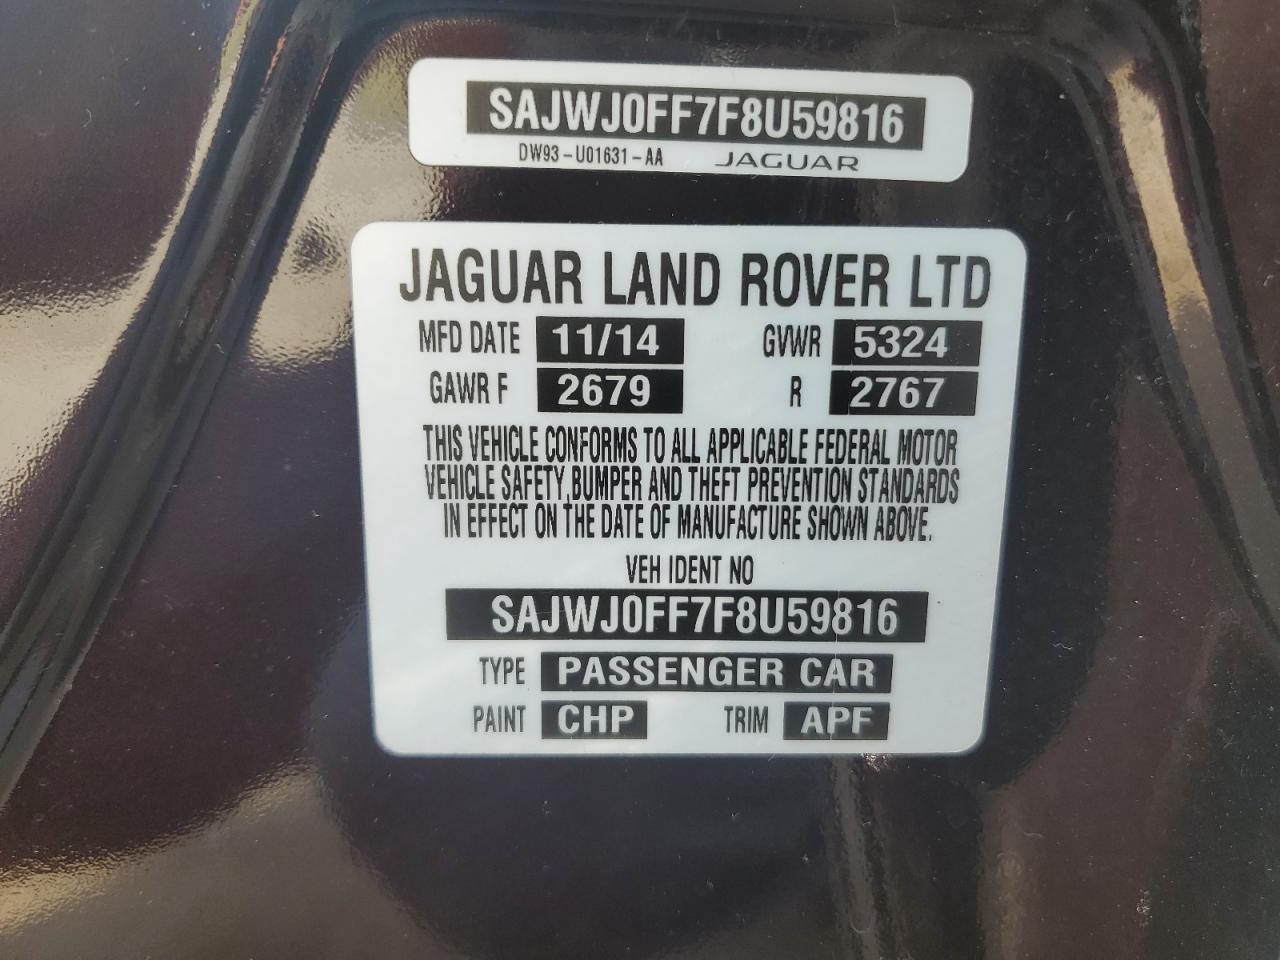 SAJWJ0FF7F8U59816
DW93-U01631-AA JAGUAR
JAGUAR LAND ROVER LTD
MFD DATE 11/14 GVWR 5324
GAWR F 2679 R 2767
THIS VEHICLE CONFORMS TO ALL APPLICABLE FEDERAL MOTOR
VEHICLE SAFETY,BUMPER AND THEFT PREVENTION STANDARDS
IN EFFECT ON THE DATE OF MANUFACTURE SHOWN ABOVE.
VEH IDENT NO
SAJWJ0FF7F8U59816
TYPE PASSENGER CAR
PAINT CHP TRIM APF